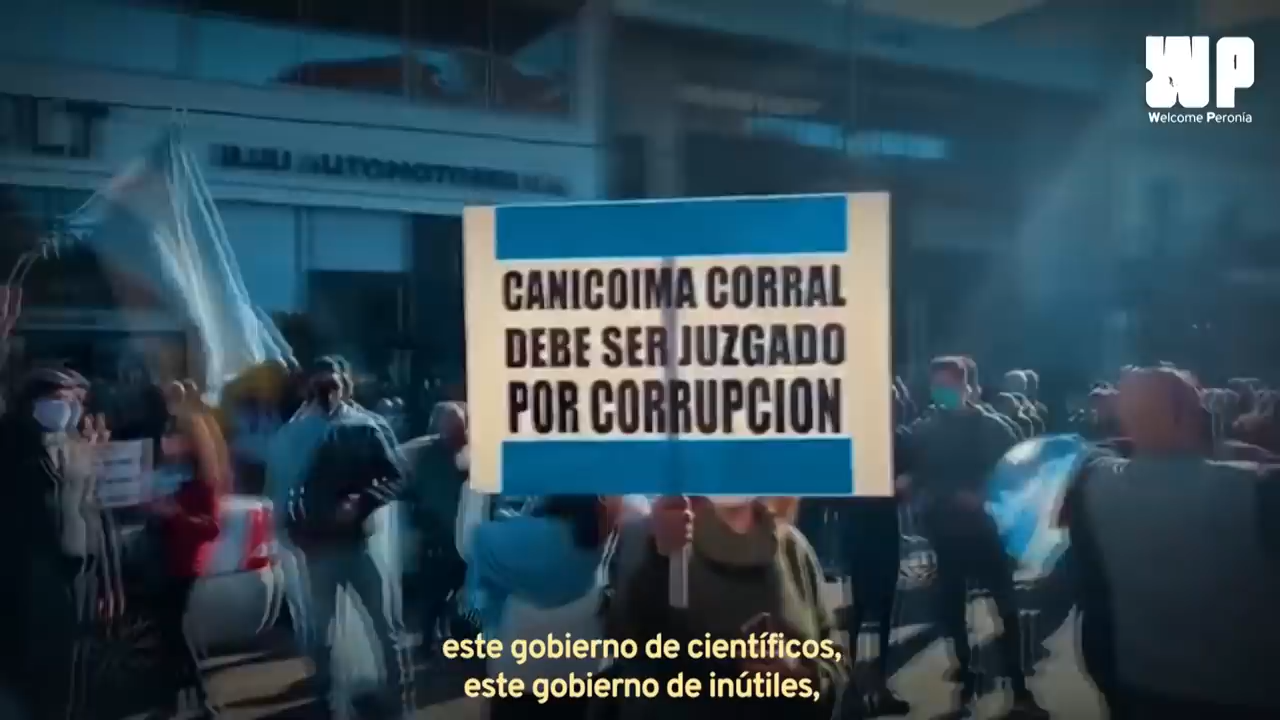 WP
Welcome Peronia
CANICOIMA CORRAL
DEBE SER JUZGADO
POR CORRUPCION
este gobierno de científicos,
este gobierno de inútiles,